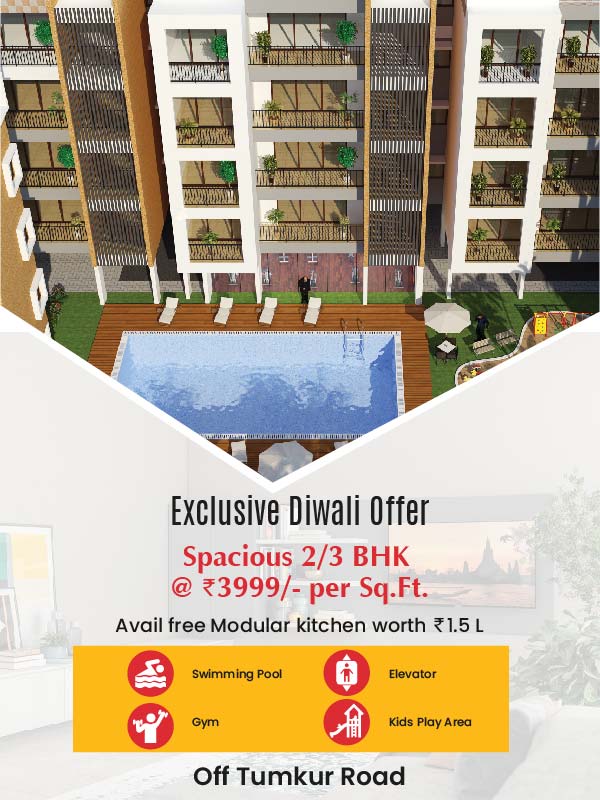 Exclusive Diwali Offer
Spacious 2/3 BHK
@ ₹3999/- per Sq.Ft.
Avail free Modular kitchen worth ₹1.5 L
Swimming Pool
Elevator
Gym
Kids Play Area
Off Tumkur Road